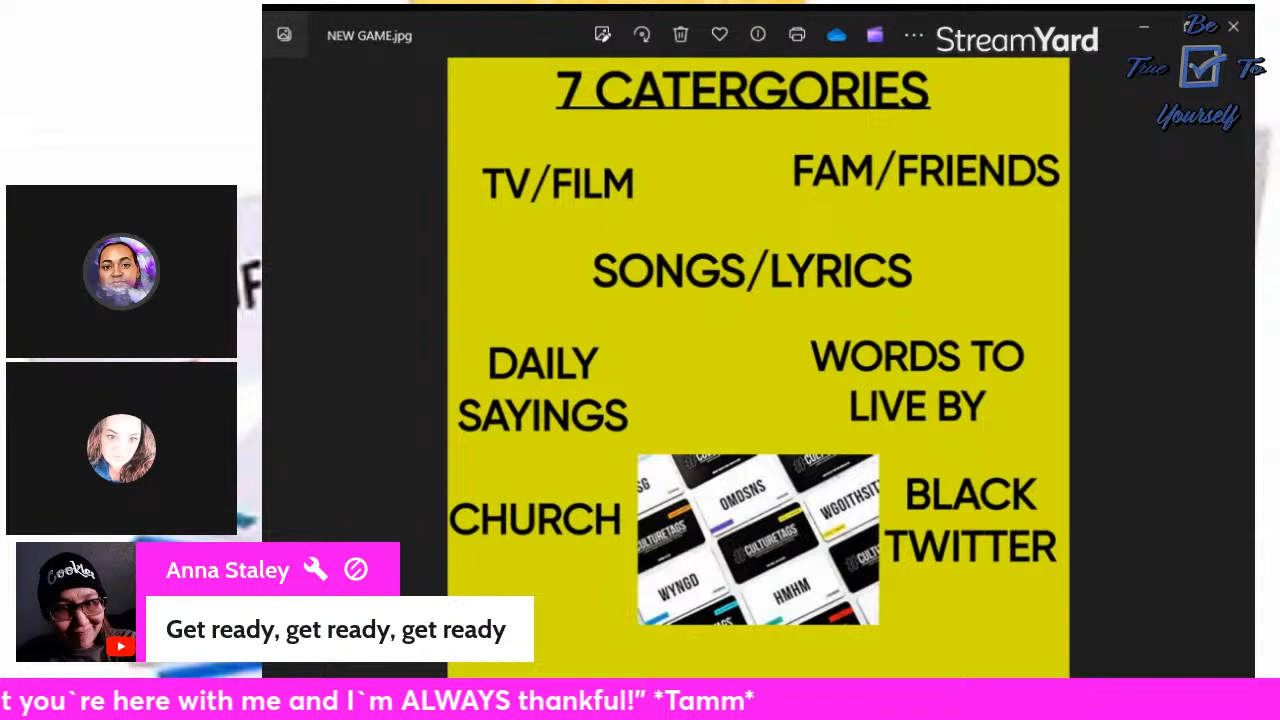 NEW GAME.jpg
StreamYard
Be
True To
Yourself
7 CATERGORIES
TV/FILM
FAM/FRIENDS
SONGS/LYRICS
DAILY
SAYINGS
WORDS TO
LIVE BY
CHURCH
BLACK
TWITTER
OMDSNS
WGOITHSIT
#CULTURETAGS
WYNGD
HMHM
Cookies
Anna Staley
Get ready, get ready, get ready
t you`re here with me and I`m ALWAYS thankful!” *Tamm*